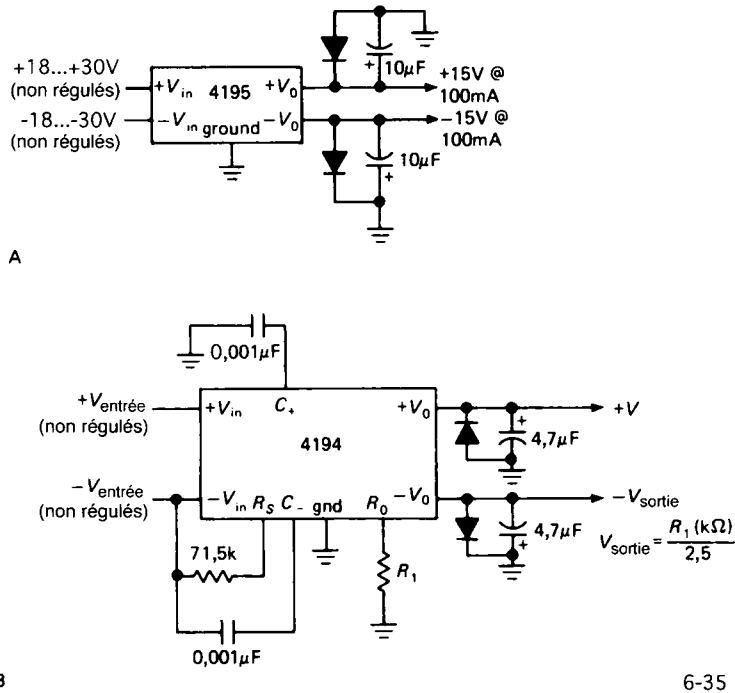 10µF
+
+18...+30V
(non régulés)
+Vin 4195 +V0
+15V @
100mA
-18...-30V
(non régulés)
−Vin ground −V0
−15V @
100mA
10µF
+
A
0,001µF
+Ventrée
(non régulés)
+Vin C+ +V0
+V
+
4,7µF
4194
−Ventrée
(non régulés)
−Vin RS C− gnd R0 −V0
−Vsortie
4,7µF
+
Vsortie = R1 (kΩ)
2,5
71,5k
R1
0,001µF
B
6-35